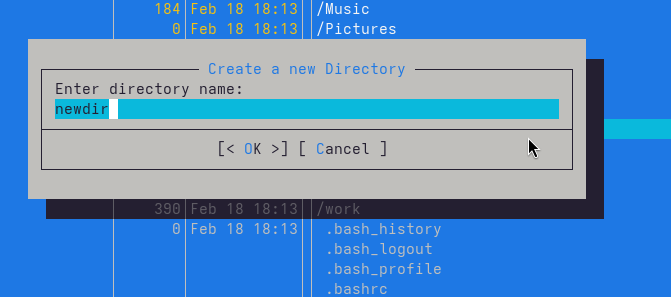 184 Feb 18 18:13 /Music
0 Feb 18 18:13 /Pictures
Create a new Directory
Enter directory name:
newdir
[< OK >] [ Cancel ]
390 Feb 18 18:13 /work
0 Feb 18 18:13 .bash_history
.bash_logout
.bash_profile
.bashrc